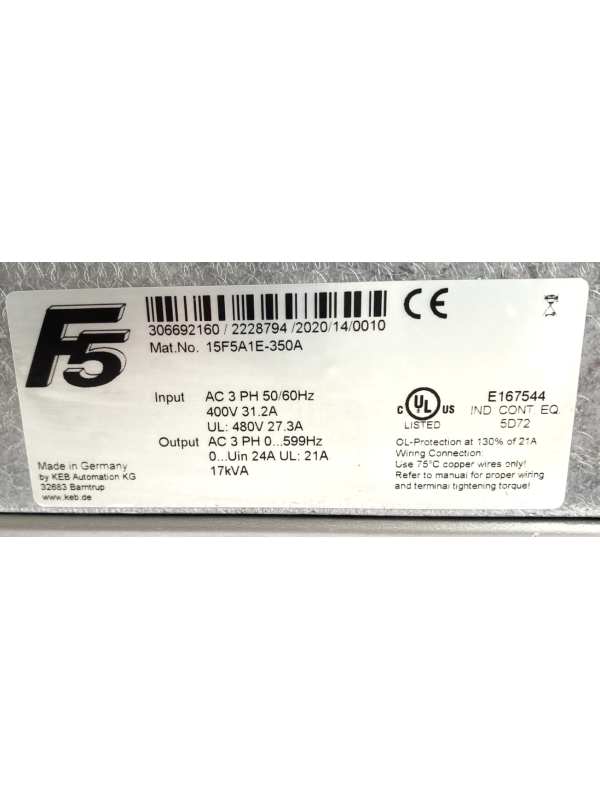 F5
306692160 / 2228794 /2020/14/0010
Mat.No. 15F5A1E-350A
Input AC 3 PH 50/60Hz
400V 31.2A
UL: 480V 27.3A
Output AC 3 PH 0...599Hz
0...Uin 24A UL: 21A
17kVA
Made in Germany
by KEB Automation KG
32683 Barntrup
www.keb.de
CE
C UL US
LISTED
E167544
IND. CONT. EQ.
5D72
OL-Protection at 130% of 21A
Wiring Connection:
Use 75°C copper wires only!
Refer to manual for proper wiring
and terminal tightening torque!